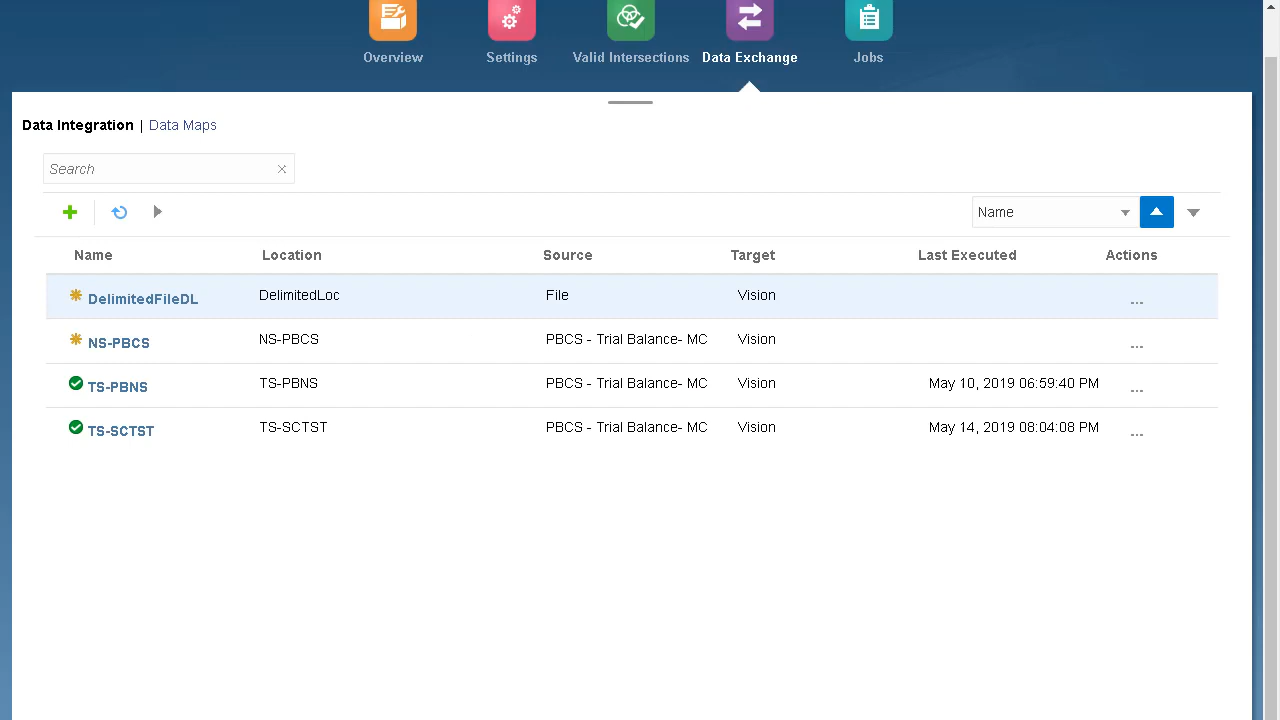 Overview Settings Valid Intersections Data Exchange Jobs
Data Integration | Data Maps
Search
Name
Name Location Source Target Last Executed Actions
DelimitedFileDL DelimitedLoc File Vision ...
NS-PBCS NS-PBCS PBCS - Trial Balance- MC Vision ...
TS-PBNS TS-PBNS PBCS - Trial Balance- MC Vision May 10, 2019 06:59:40 PM ...
TS-SCTST TS-SCTST PBCS - Trial Balance- MC Vision May 14, 2019 08:04:08 PM ...